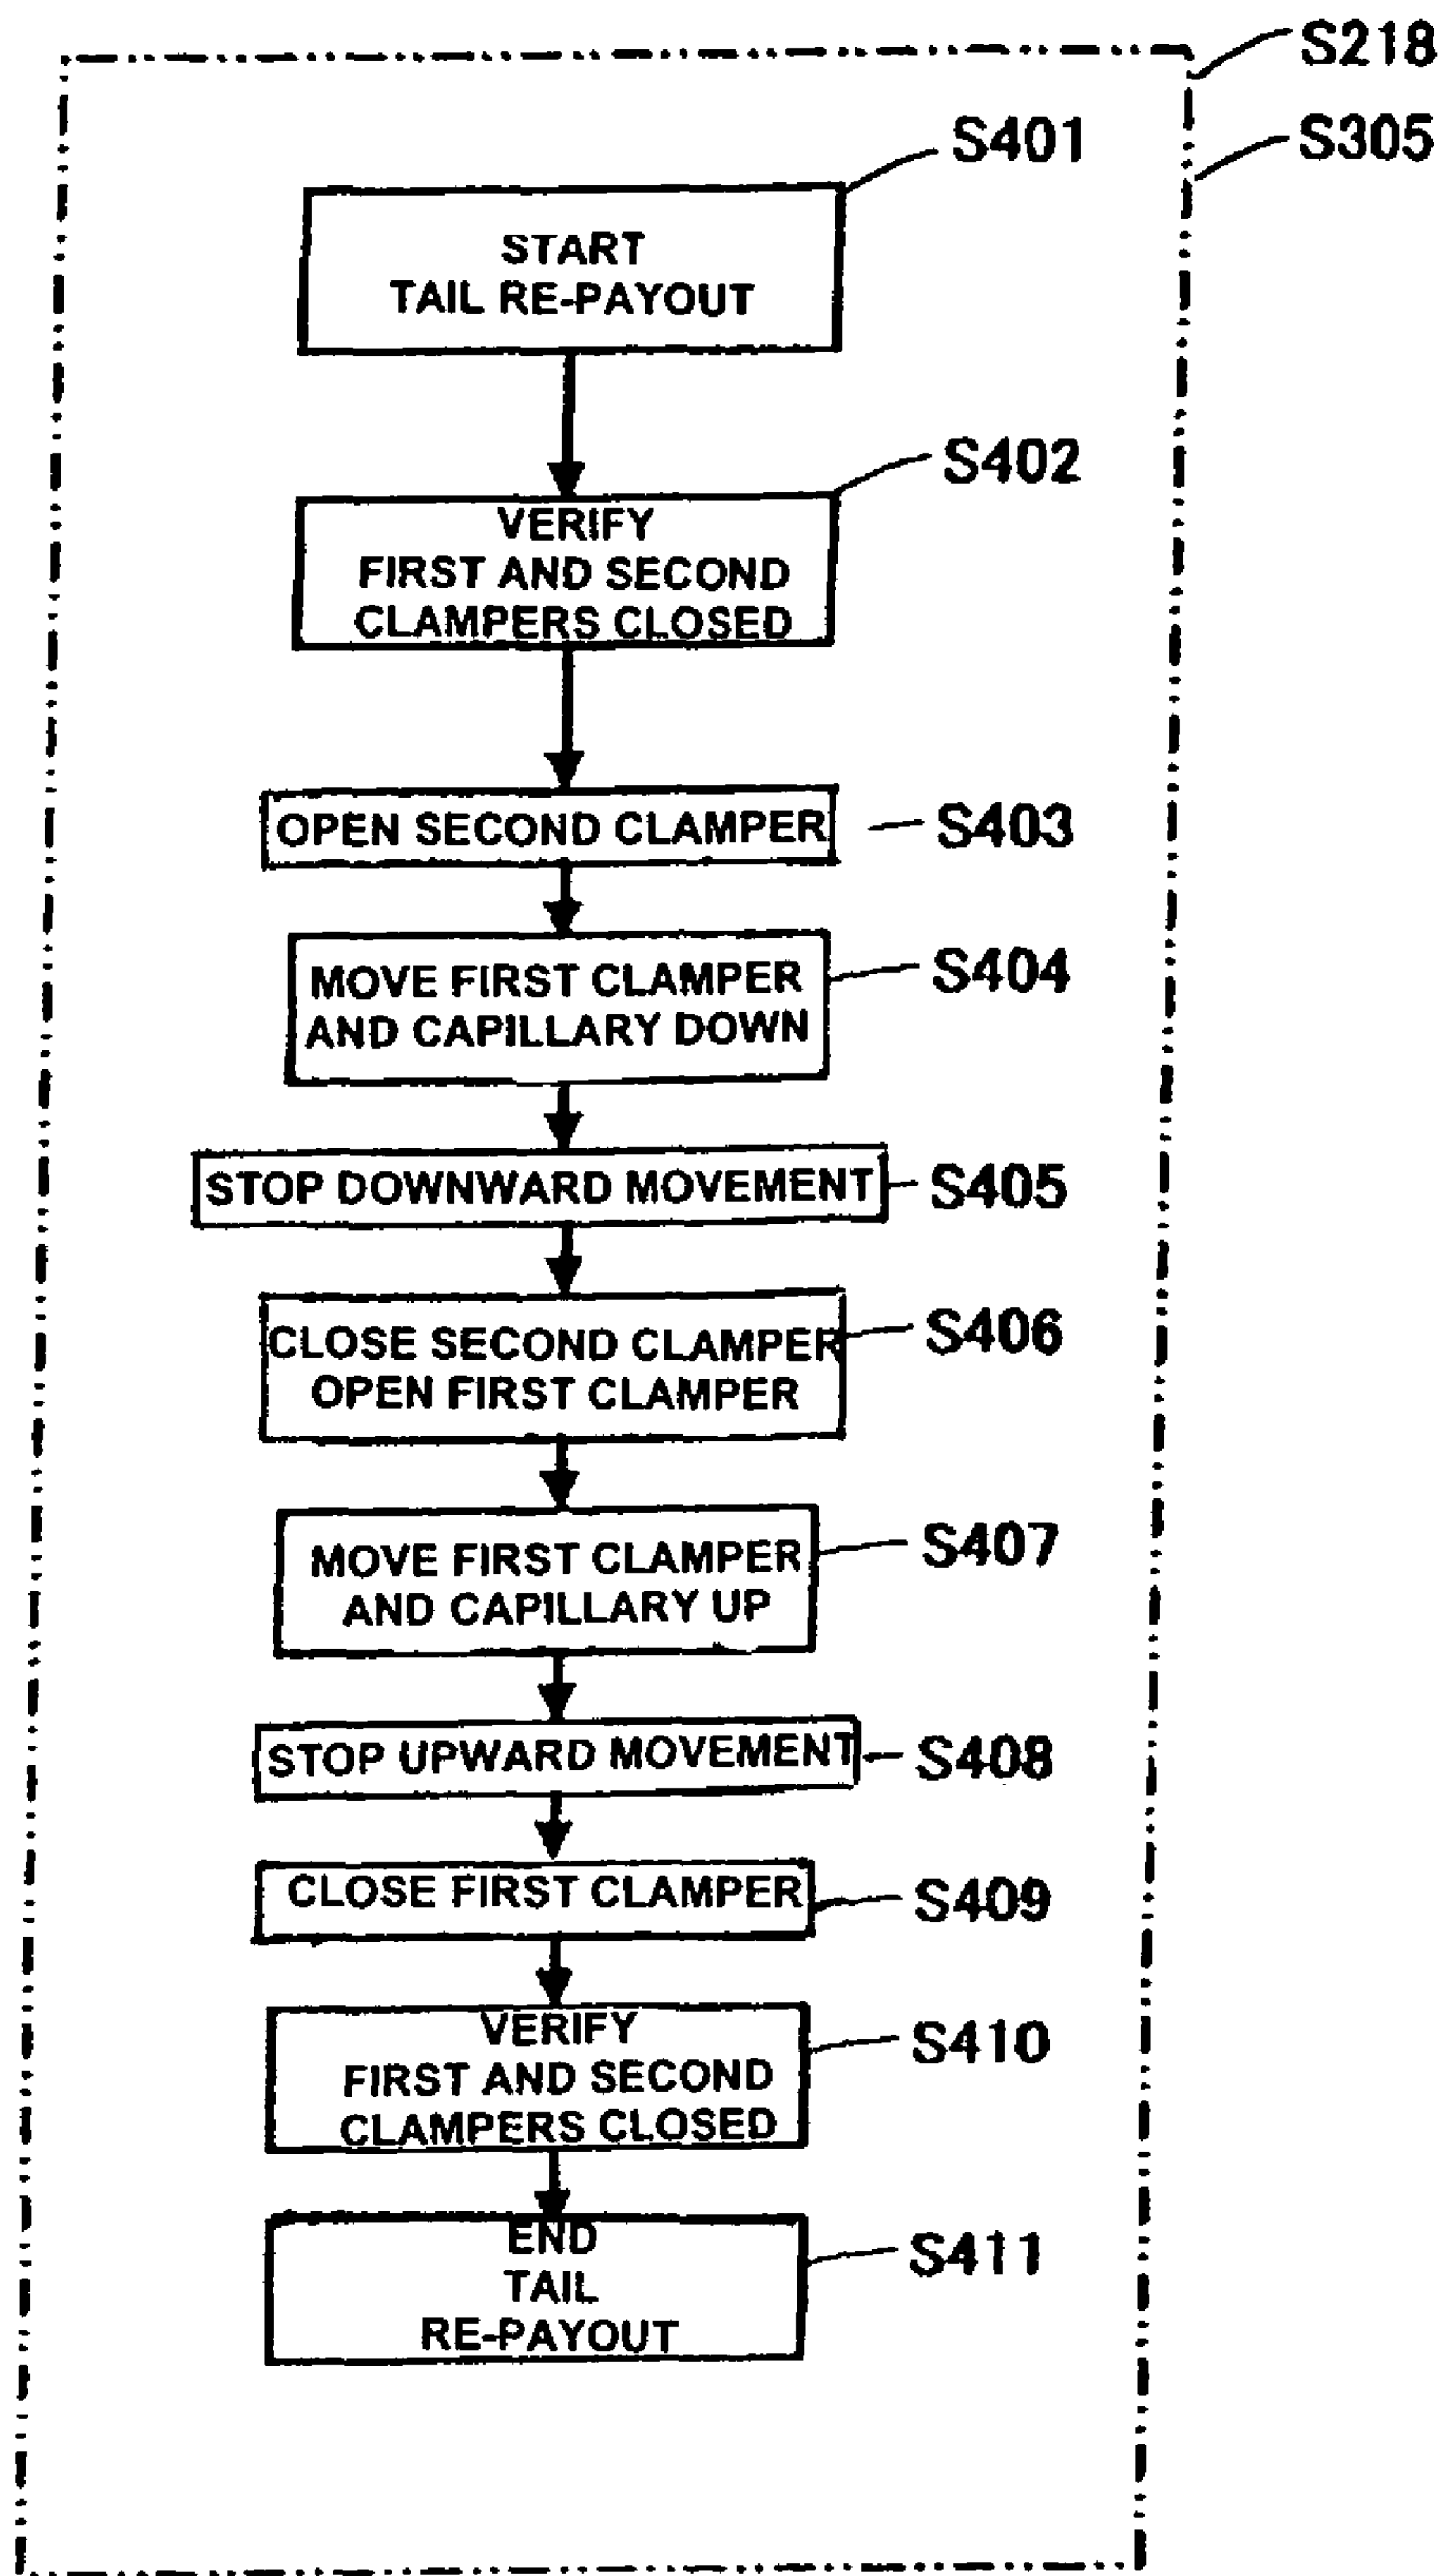 S218
S305
S401
START
TAIL RE-PAYOUT
S402
VERIFY
FIRST AND SECOND
CLAMPERS CLOSED
OPEN SECOND CLAMPER
S403
MOVE FIRST CLAMPER
AND CAPILLARY DOWN
S404
STOP DOWNWARD MOVEMENT
S405
CLOSE SECOND CLAMPER
OPEN FIRST CLAMPER
S406
MOVE FIRST CLAMPER
AND CAPILLARY UP
S407
STOP UPWARD MOVEMENT
S408
CLOSE FIRST CLAMPER
S409
VERIFY
FIRST AND SECOND
CLAMPERS CLOSED
S410
END
TAIL
RE-PAYOUT
S411